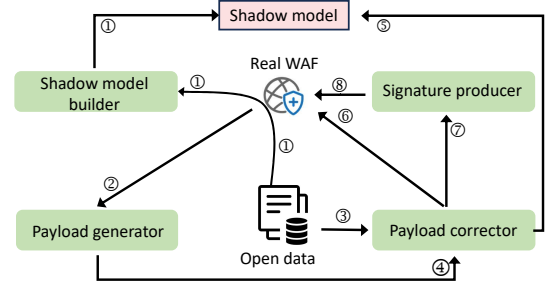 Shadow model
①
⑤
Real WAF
①
⑧
Shadow model
builder
Signature producer
⑥
⑦
①
②
③
Payload generator
Payload corrector
Open data
④